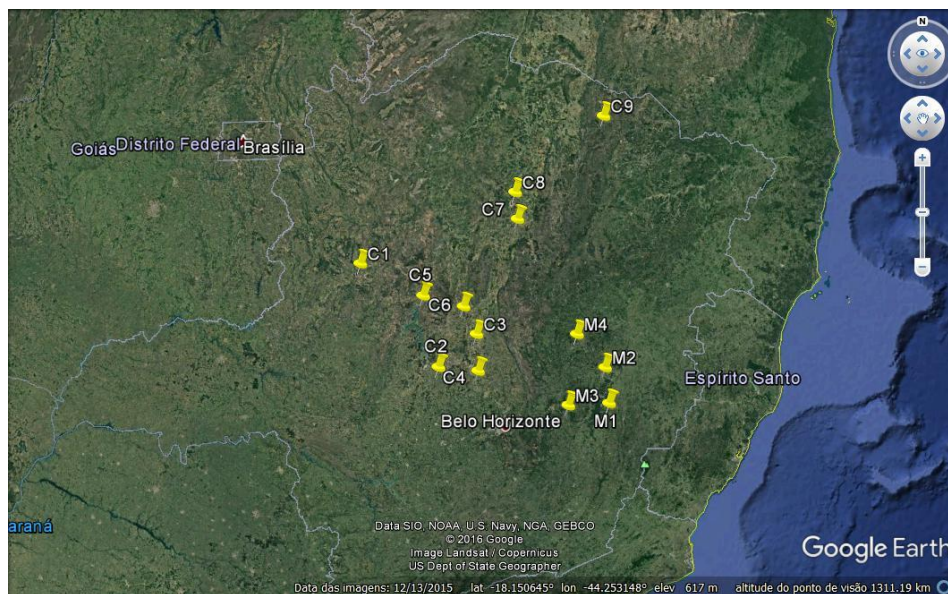 N
C9
Goiás
Distrito Federal
Brasília
C8
C7
C1
C5
C6
C3
M4
C2
C4
M2
Espírito Santo
M3
M1
Belo Horizonte
araná
Data SIO, NOAA, U.S. Navy, NGA, GEBCO
© 2016 Google
Image Landsat / Copernicus
US Dept of State Geographer
Google Earth
Data das imagens: 12/13/2015 lat -18.150645° lon -44.253148° elev 617 m altitude do ponto de visão 1311.19 km